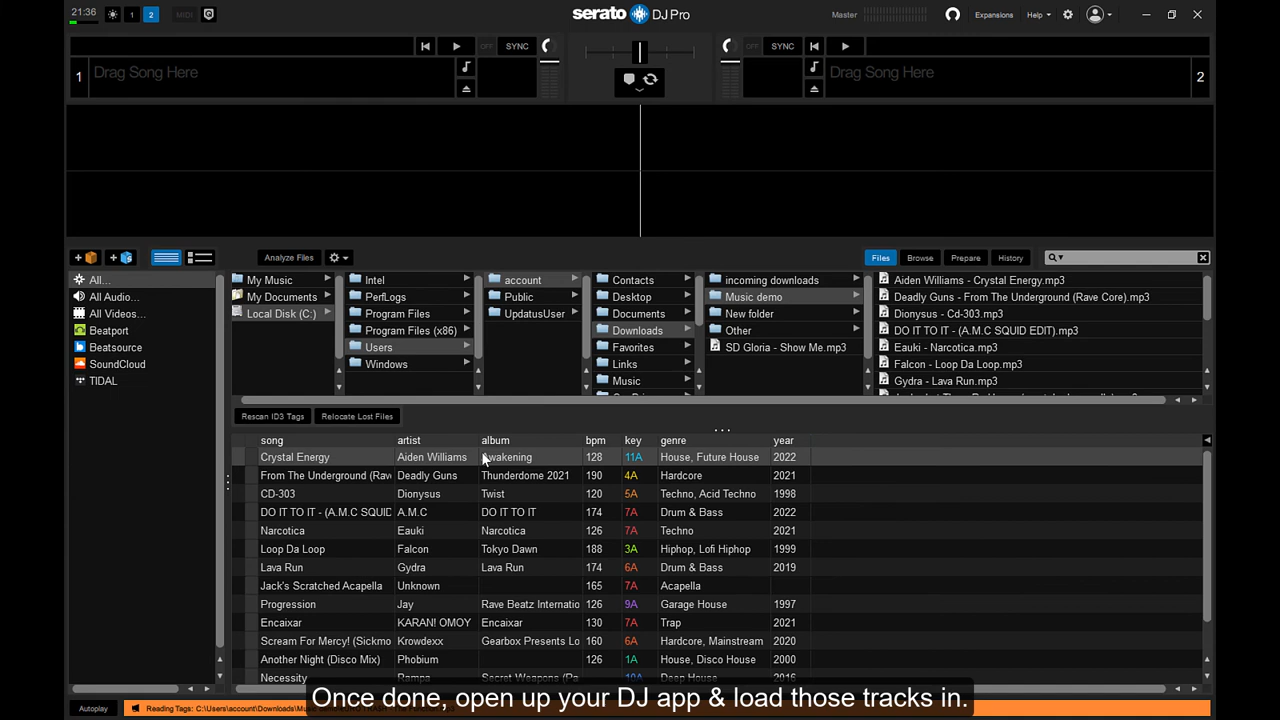 21:36 1 2 MIDI serato DJ Pro Master Expansions Help
OFF SYNC OFF SYNC
1 Drag Song Here Drag Song Here 2
Analyze Files Files Browse Prepare History
All...
All Audio...
All Videos...
Beatport
Beatsource
SoundCloud
TIDAL
My Music
My Documents
Local Disk (C:)
Intel
PerfLogs
Program Files
Program Files (x86)
Users
Windows
account
Public
UpdatusUser
Contacts
Desktop
Documents
Downloads
Favorites
Links
Music
incoming downloads
Music demo
New folder
Other
SD Gloria - Show Me.mp3
Aiden Williams - Crystal Energy.mp3
Deadly Guns - From The Underground (Rave Core).mp3
Dionysus - Cd-303.mp3
DO IT TO IT - (A.M.C SQUID EDIT).mp3
Eauki - Narcotica.mp3
Falcon - Loop Da Loop.mp3
Gydra - Lava Run.mp3
Rescan ID3 Tags Relocate Lost Files
song artist album bpm key genre year
Crystal Energy Aiden Williams Awakening 128 11A House, Future House 2022
From The Underground (Rav Deadly Guns Thunderdome 2021 190 4A Hardcore 2021
CD-303 Dionysus Twist 120 5A Techno, Acid Techno 1998
DO IT TO IT - (A.M.C SQUID A.M.C DO IT TO IT 174 7A Drum & Bass 2022
Narcotica Eauki Narcotica 126 7A Techno 2021
Loop Da Loop Falcon Tokyo Dawn 188 3A Hiphop, Lofi Hiphop 1999
Lava Run Gydra Lava Run 174 6A Drum & Bass 2019
Jack's Scratched Acapella Unknown 165 7A Acapella
Progression Jay Rave Beatz Internatio 126 9A Garage House 1997
Encaixar KARAN! OMOY Encaixar 130 7A Trap 2021
Scream For Mercy! (Sickmo Krowdexx Gearbox Presents Lo 160 6A Hardcore, Mainstream 2020
Another Night (Disco Mix) Phobium 126 1A House, Disco House 2000
Necessity Rampa Secret Weapons (Pa 120 10A Deep House 2016
Once done, open up your DJ app & load those tracks in.
Autoplay Reading Tags: C:\Users\account\Downloads\Music